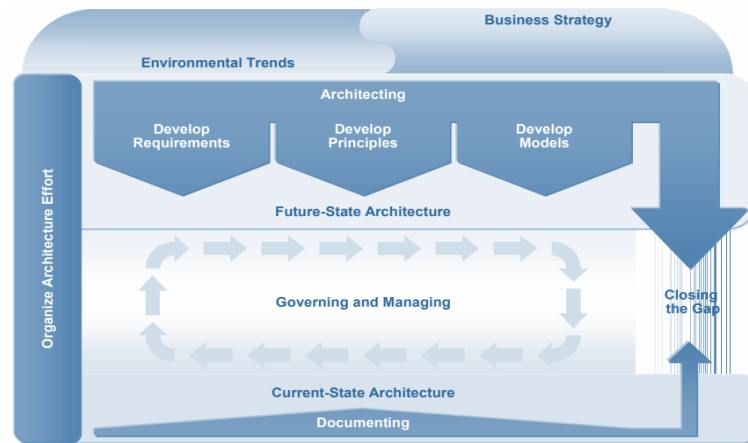 Business Strategy
Environmental Trends
Organize Architecture Effort
Architecting
Develop
Requirements
Develop
Principles
Develop
Models
Future-State Architecture
Governing and Managing
Closing
the Gap
Current-State Architecture
Documenting